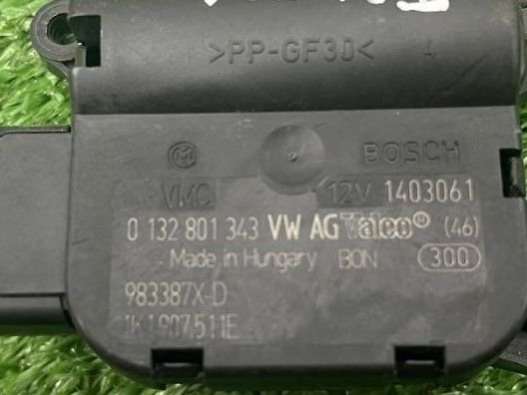 >PP-GF30< 4
BOSCH
VMC 12V 1403061
0 132 801 343 VW AG Valeo® (46)
- Made in Hungary BON 300
983387X-D
1K1907511E